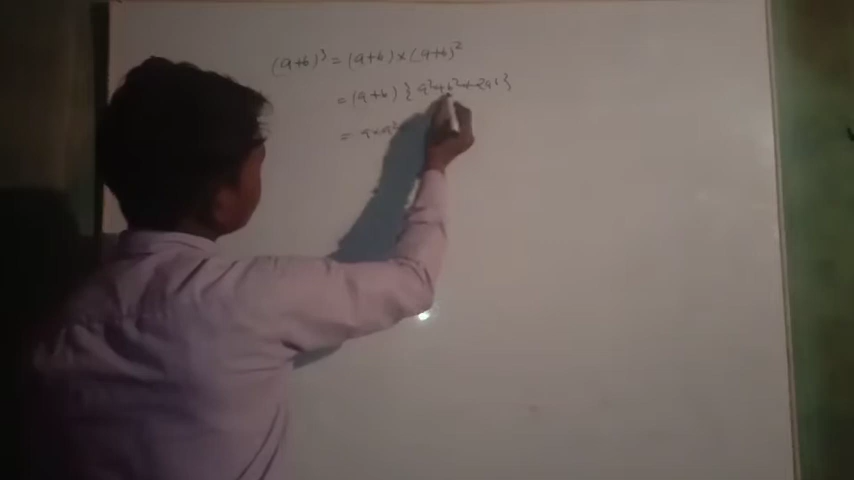 (a+b)³ = (a+b) × (a+b)²
= (a+b) {a²+b²+2ab}
= a×a²